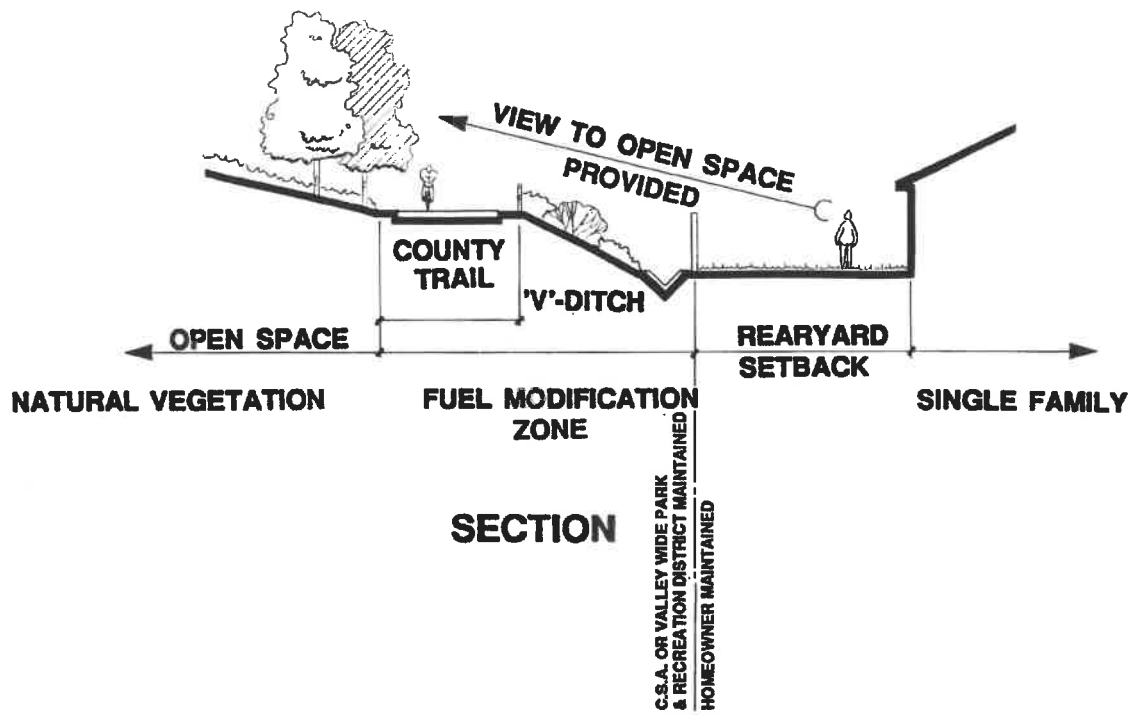 VIEW TO OPEN SPACE
PROVIDED
COUNTY
TRAIL
'V'-DITCH
OPEN SPACE
REARYARD
SETBACK
NATURAL VEGETATION
FUEL MODIFICATION
ZONE
SINGLE FAMILY
SECTION
C.S.A. OR VALLEY WIDE PARK
& RECREATION DISTRICT MAINTAINED
HOMEOWNER MAINTAINED